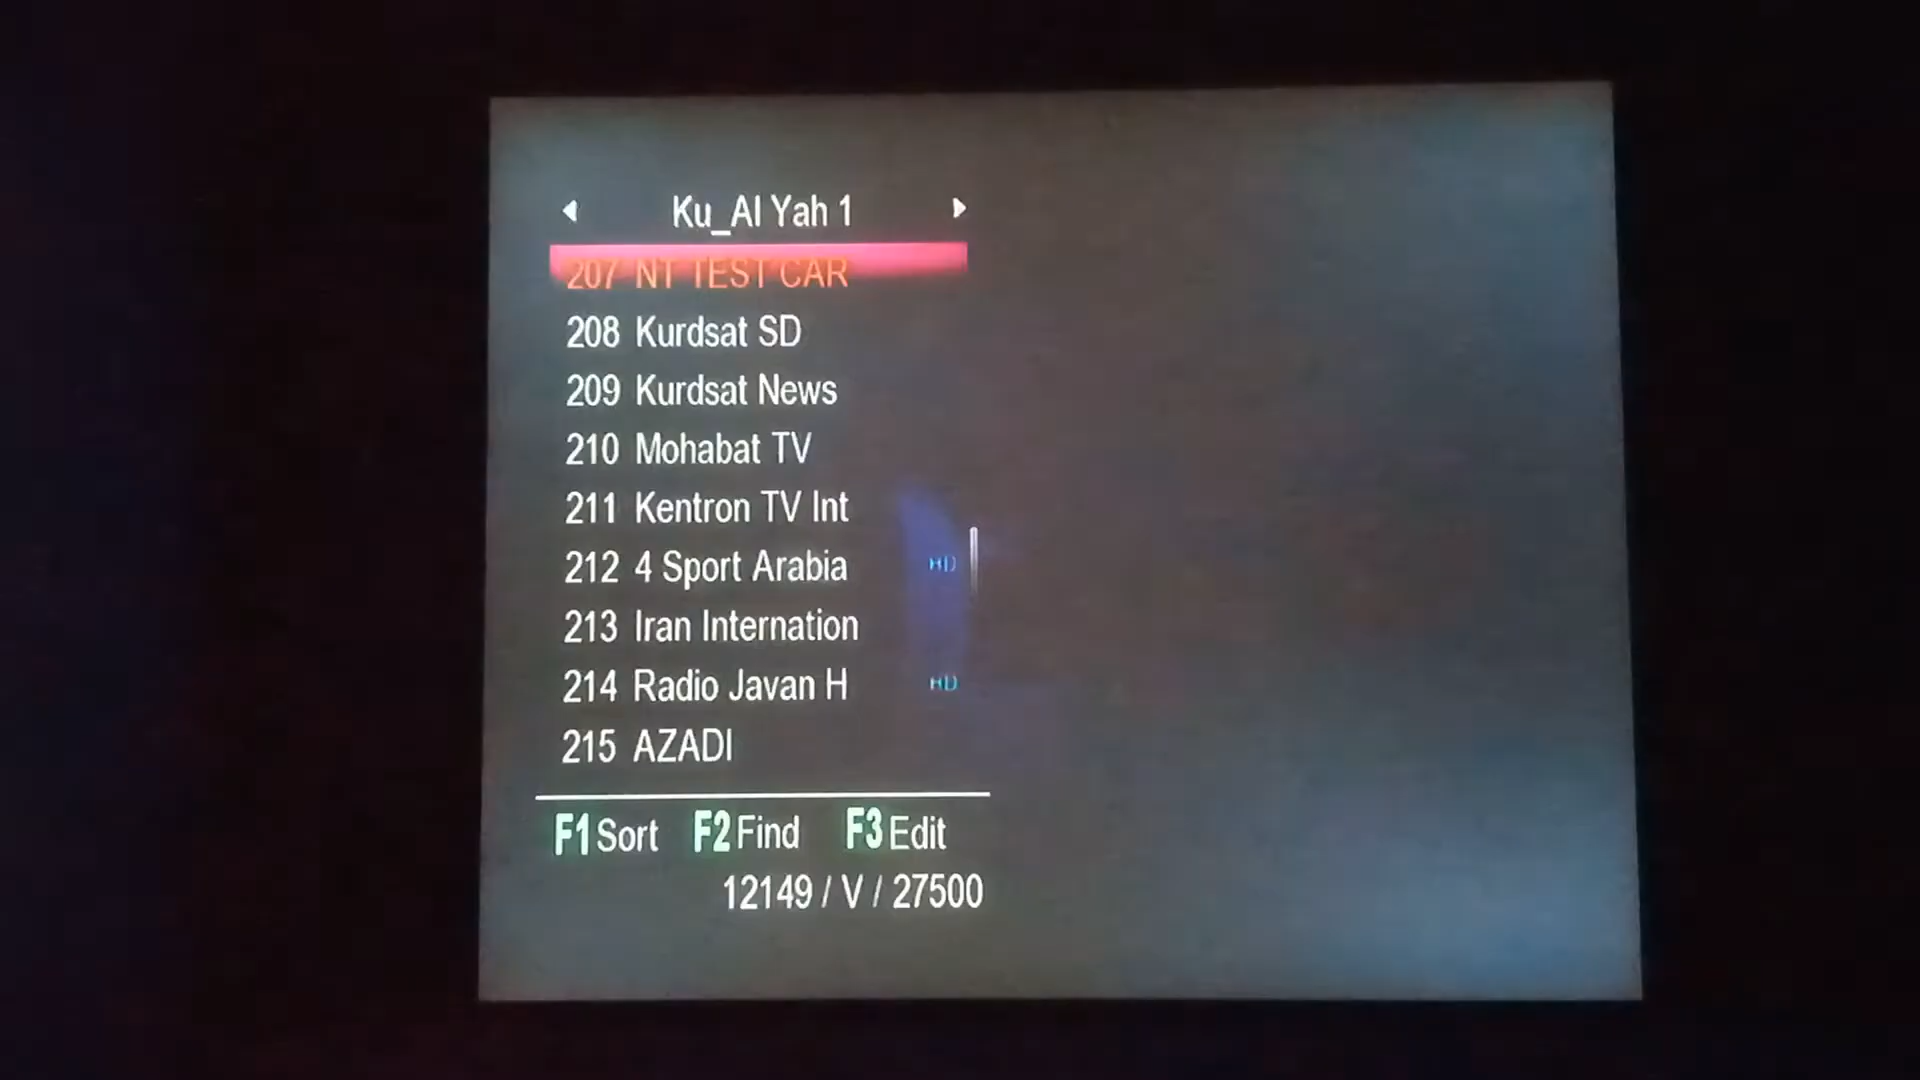 Ku_Al Yah 1
207 NT TEST CAR
208 Kurdsat SD
209 Kurdsat News
210 Mohabat TV
211 Kentron TV Int
212 4 Sport Arabia HD
213 Iran Internation
214 Radio Javan H HD
215 AZADI
F1 Sort F2 Find F3 Edit
12149 / V / 27500